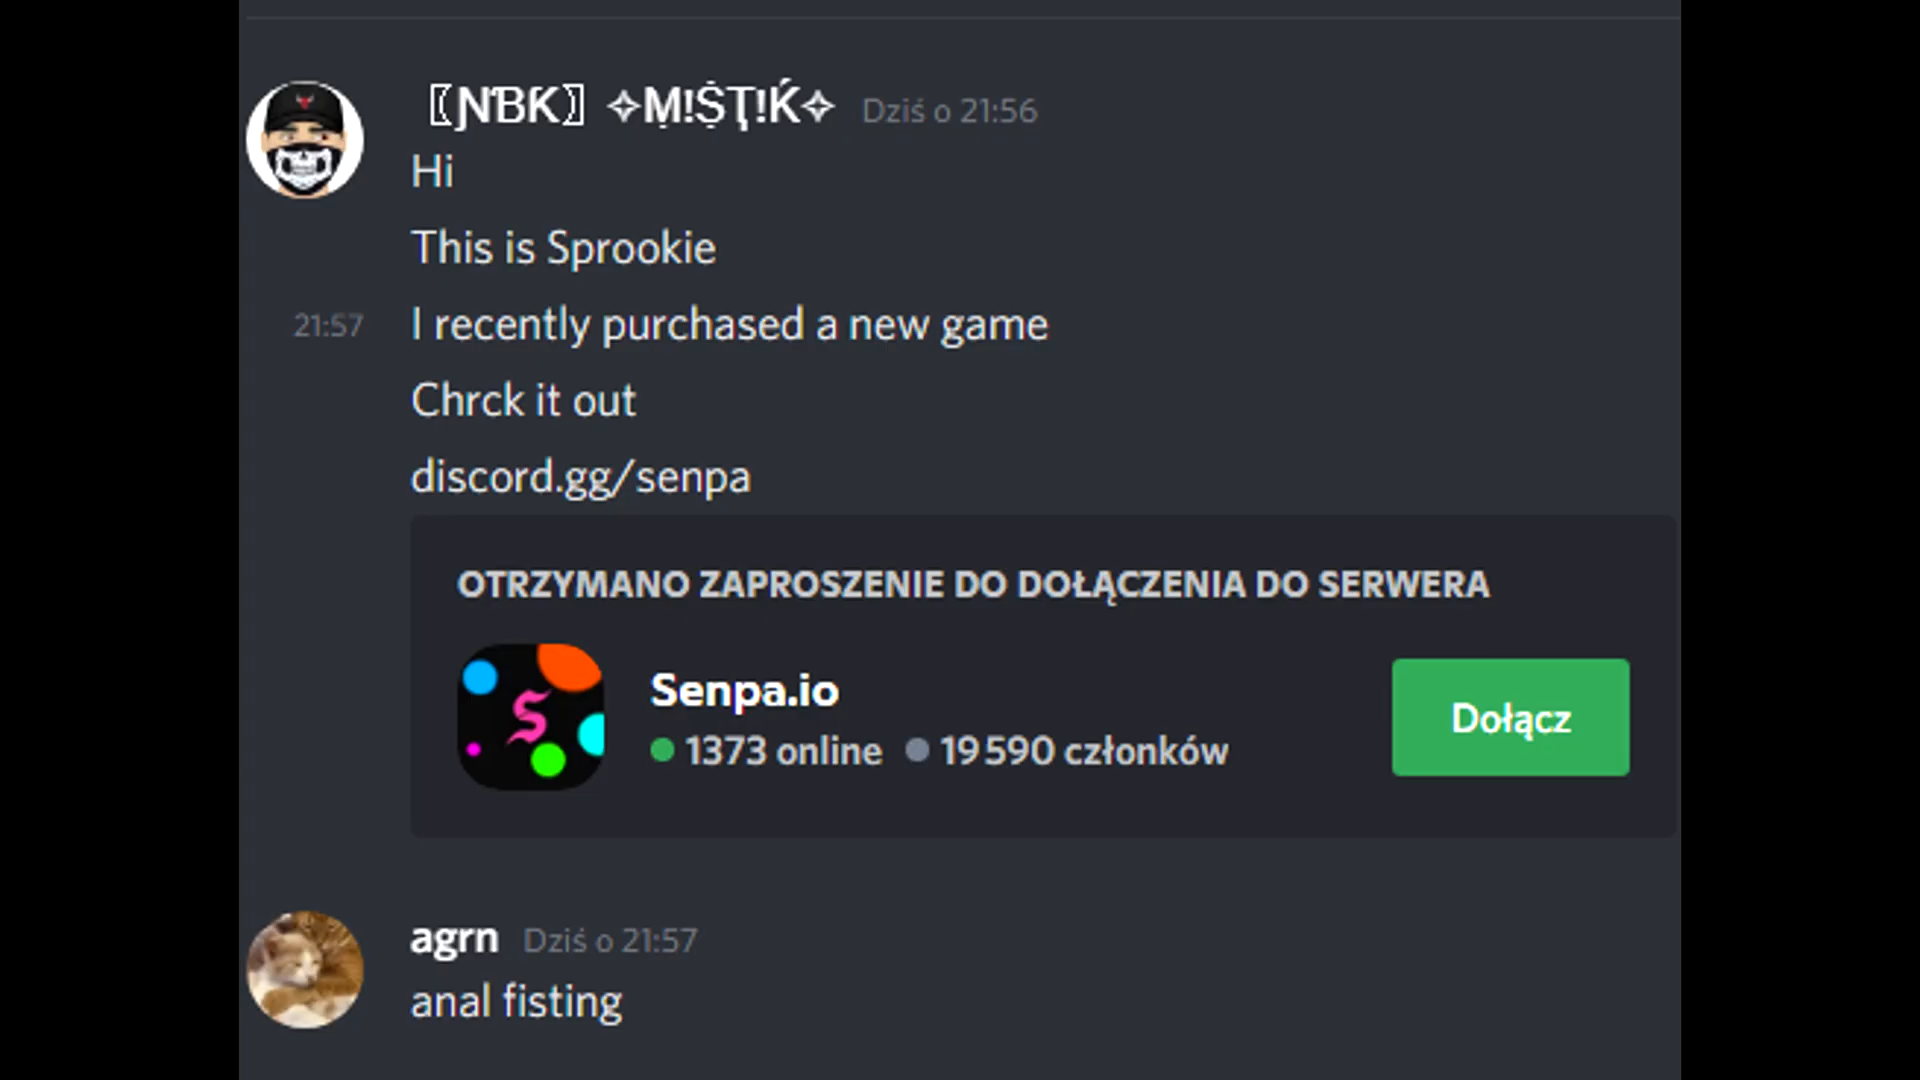 〖ƝƁƘ〗 ✧Ṃ!ṨŢ!Ḱ✧ Dziś o 21:56
Hi
This is Sprookie
21:57 I recently purchased a new game
Chrck it out
discord.gg/senpa
OTRZYMANO ZAPROSZENIE DO DOŁĄCZENIA DO SERWERA
Senpa.io
1373 online 19 590 członków
Dołącz
agrn Dziś o 21:57
anal fisting